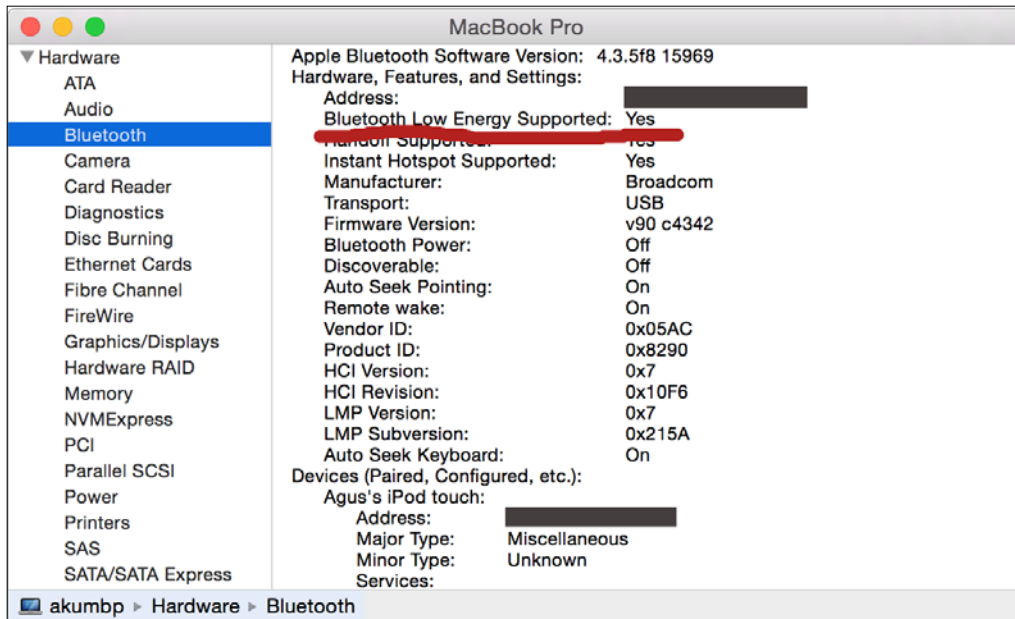 MacBook Pro
Hardware
ATA
Audio
Bluetooth
Camera
Card Reader
Diagnostics
Disc Burning
Ethernet Cards
Fibre Channel
FireWire
Graphics/Displays
Hardware RAID
Memory
NVMExpress
PCI
Parallel SCSI
Power
Printers
SAS
SATA/SATA Express
Apple Bluetooth Software Version: 4.3.5f8 15969
Hardware, Features, and Settings:
Address:
Bluetooth Low Energy Supported: Yes
Handoff Supported: Yes
Instant Hotspot Supported: Yes
Manufacturer: Broadcom
Transport: USB
Firmware Version: v90 c4342
Bluetooth Power: Off
Discoverable: Off
Auto Seek Pointing: On
Remote wake: On
Vendor ID: 0x05AC
Product ID: 0x8290
HCI Version: 0x7
HCI Revision: 0x10F6
LMP Version: 0x7
LMP Subversion: 0x215A
Auto Seek Keyboard: On
Devices (Paired, Configured, etc.):
Agus's iPod touch:
Address:
Major Type: Miscellaneous
Minor Type: Unknown
Services:
akumbp ▸ Hardware ▸ Bluetooth